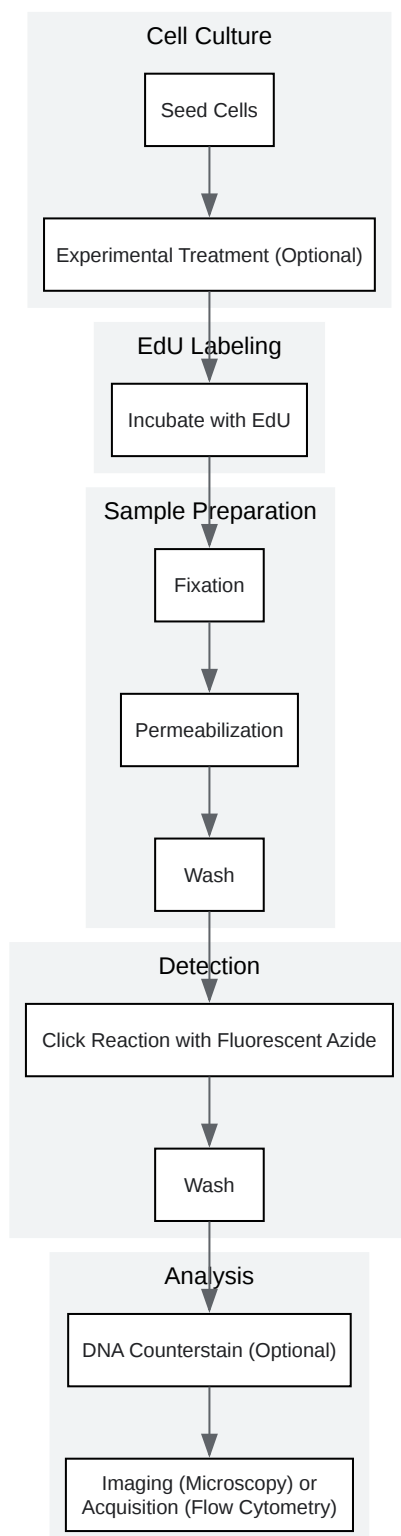 Cell Culture
Seed Cells
Experimental Treatment (Optional)
EdU Labeling
Incubate with EdU
Sample Preparation
Fixation
Permeabilization
Wash
Detection
Click Reaction with Fluorescent Azide
Wash
Analysis
DNA Counterstain (Optional)
Imaging (Microscopy) or
Acquisition (Flow Cytometry)